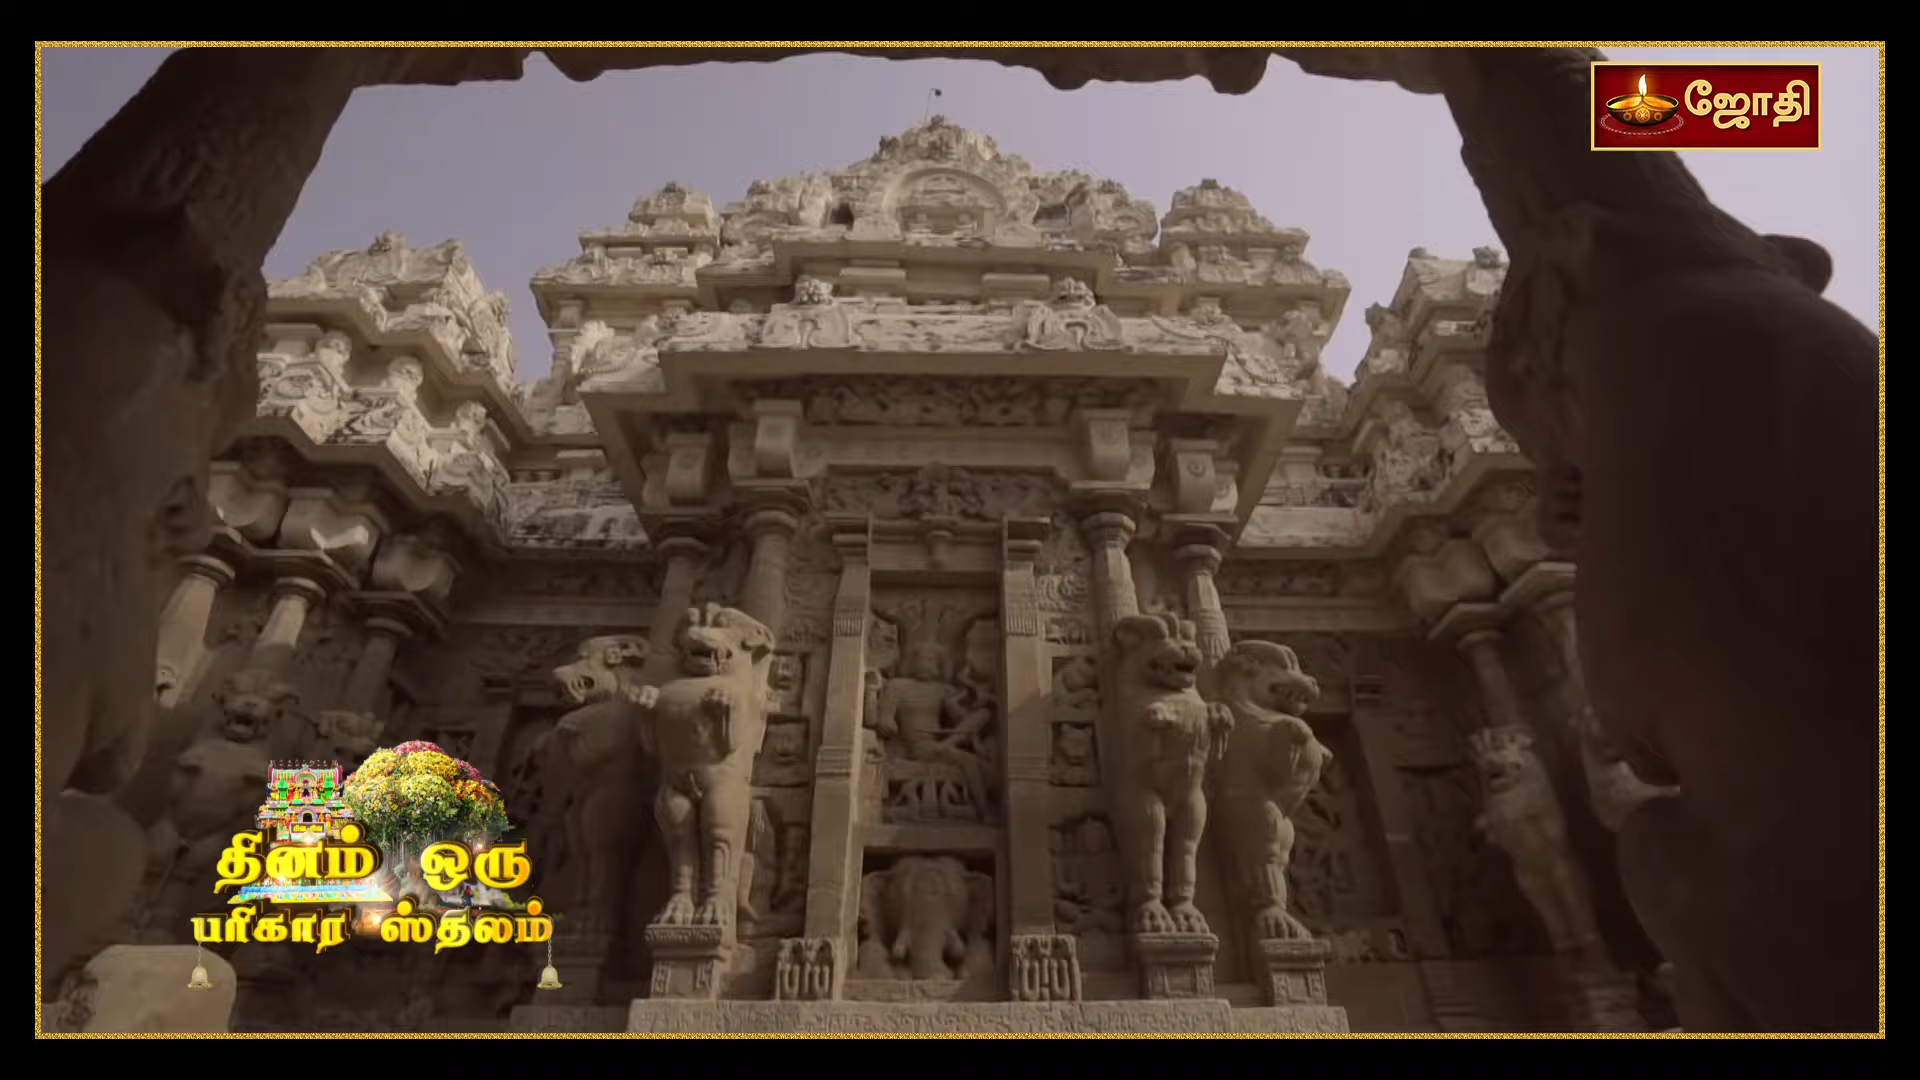 ஜோதி
தினம் ஒரு
பரிகார ஸ்தலம்